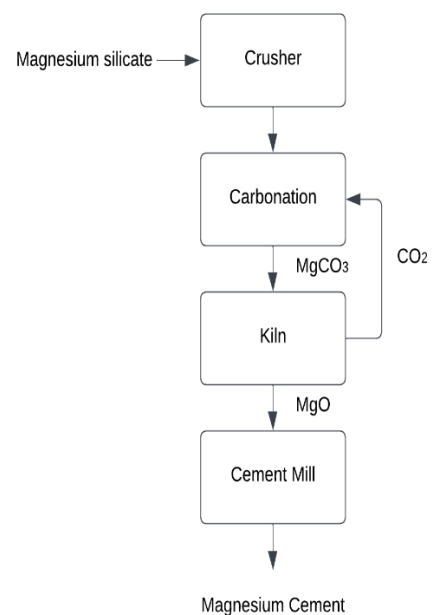 Crusher
Magnesium silicate
Carbonation
MgCO3
CO2
Kiln
MgO
Cement Mill
Magnesium Cement